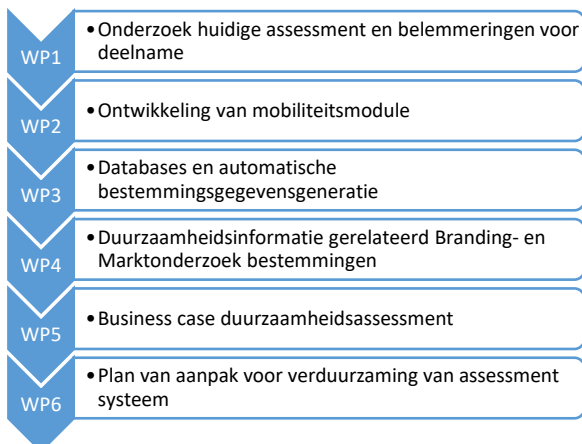 WP1
•Onderzoek huidige assessment en belemmeringen voor
deelname
WP2
•Ontwikkeling van mobiliteitsmodule
WP3
•Databases en automatische
bestemmingsgegevensgeneratie
WP4
•Duurzaamheidsinformatie gerelateerd Branding- en
Marktonderzoek bestemmingen
WP5
•Business case duurzaamheidsassessment
WP6
•Plan van aanpak voor verduurzaming van assessment
systeem